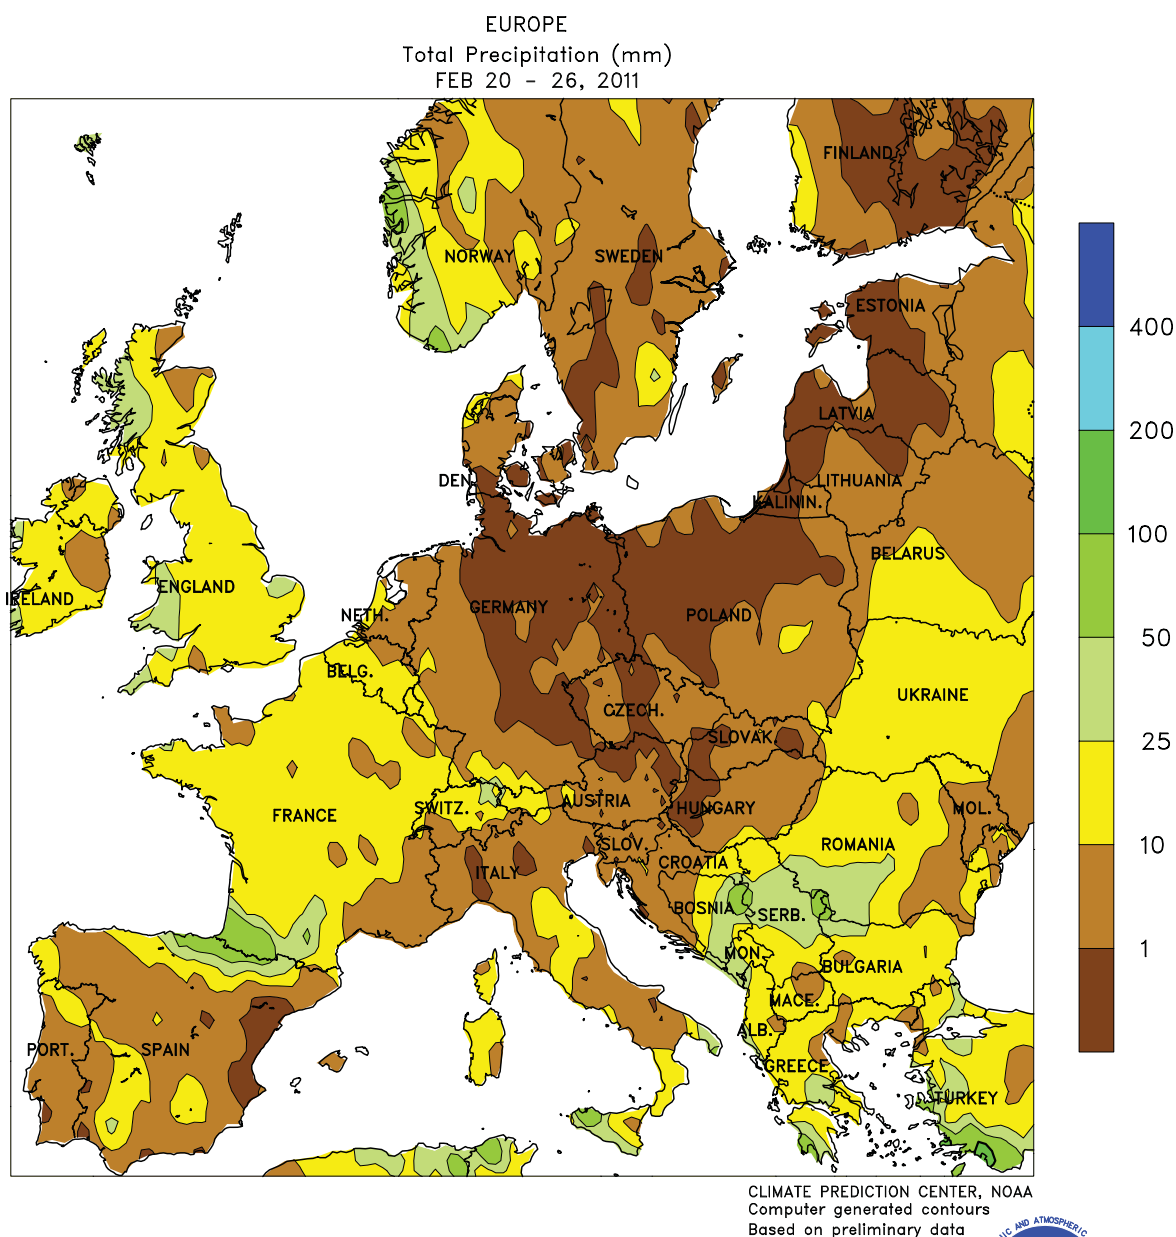 EUROPE
Total Precipitation (mm)
FEB 20 - 26, 2011
FINLAND
NORWAY
SWEDEN
ESTONIA
400
LATVIA
200
DEN.
LITHUANIA
KALININ.
100
BELARUS
ENGLAND
IRELAND
GERMANY
NETH.
POLAND
50
BELG.
UKRAINE
CZECH.
SLOVAK.
25
SWITZ.
AUSTRIA
HUNGARY
MOL.
FRANCE
SLOV.
ROMANIA
10
CROATIA
ITALY
BOSNIA
SERB.
MON.
1
BULGARIA
MACE.
ALB.
PORT.
SPAIN
GREECE
TURKEY
CLIMATE PREDICTION CENTER, NOAA
Computer generated contours
Based on preliminary data
NIC AND ATMOSPHERIC